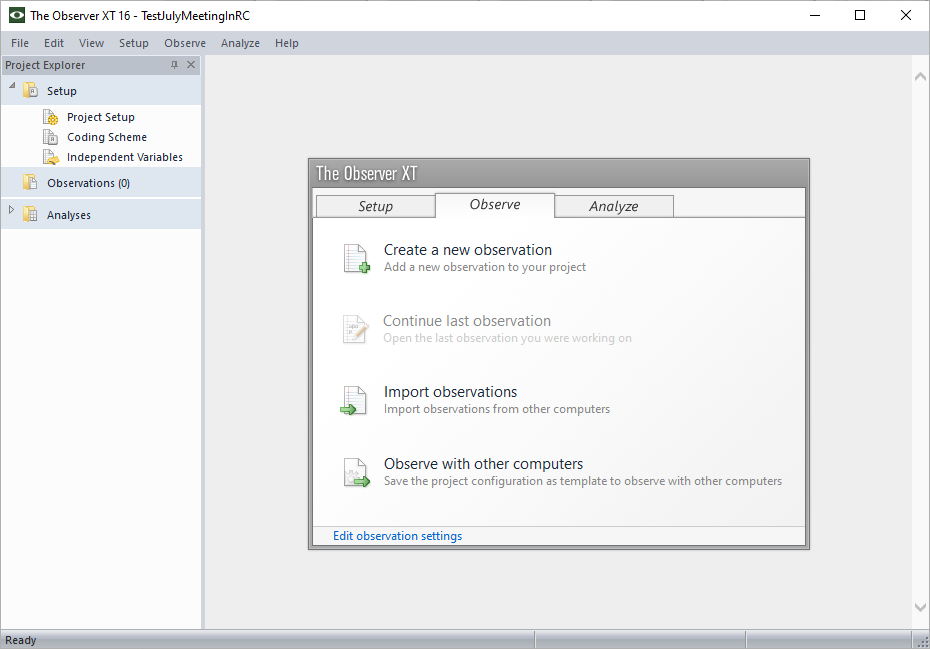 The Observer XT 16 - TestJulyMeetingInRC
File Edit View Setup Observe Analyze Help
Project Explorer
Setup
Project Setup
Coding Scheme
Independent Variables
Observations (0)
Analyses
The Observer XT
Setup Observe Analyze
Create a new observation
Add a new observation to your project
Continue last observation
Open the last observation you were working on
Import observations
Import observations from other computers
Observe with other computers
Save the project configuration as template to observe with other computers
Edit observation settings
Ready